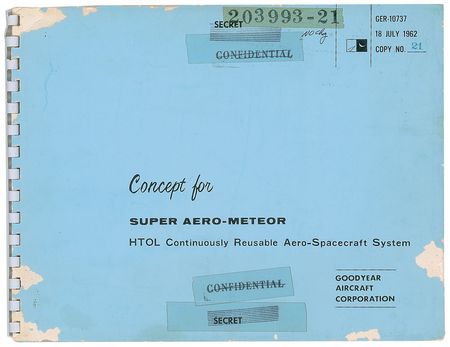 203993-21
SECRET
CONFIDENTIAL
GER-10737
18 JULY 1962
COPY NO. 21
Concept for
SUPER AERO-METEOR
HTOL Continuously Reusable Aero-Spacecraft System
CONFIDENTIAL
SECRET
GOODYEAR
AIRCRAFT
CORPORATION